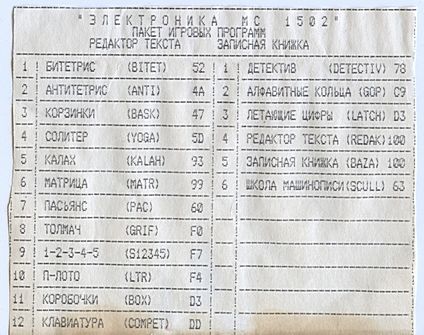 "ЭЛЕКТРОНИКА МС 1502"
ПАКЕТ ИГРОВЫХ ПРОГРАММ
РЕДАКТОР ТЕКСТА ЗАПИСНАЯ КНИЖКА
1 БИТЕТРИС (BITET) 52 1 ДЕТЕКТИВ (DETECTIV) 78
2 АНТИТЕТРИС (ANTI) 4A 2 АЛФАВИТНЫЕ КОЛЬЦА (GOP) C9
3 КОРЗИНКИ (BASK) 47 3 ЛЕТАЮЩИЕ ЦИФРЫ (LATCH) D3
4 СОЛИТЕР (YOGA) 5D 4 РЕДАКТОР ТЕКСТА (REDAK) 100
5 КАЛАХ (KALAH) 93 5 ЗАПИСНАЯ КНИЖКА (BAZA) 100
6 МАТРИЦА (MATR) 99 6 ШКОЛА МАШИНОПИСИ (SCULL) 63
7 ПАСЬЯНС (PAC) 60
8 ТОЛМАЧ (GRIF) F0
9 1-2-3-4-5 (S12345) F7
10 П-ЛОТО (LTR) F4
11 КОРОБОЧКИ (BOX) D3
12 КЛАВИАТУРА (COMPET) DD